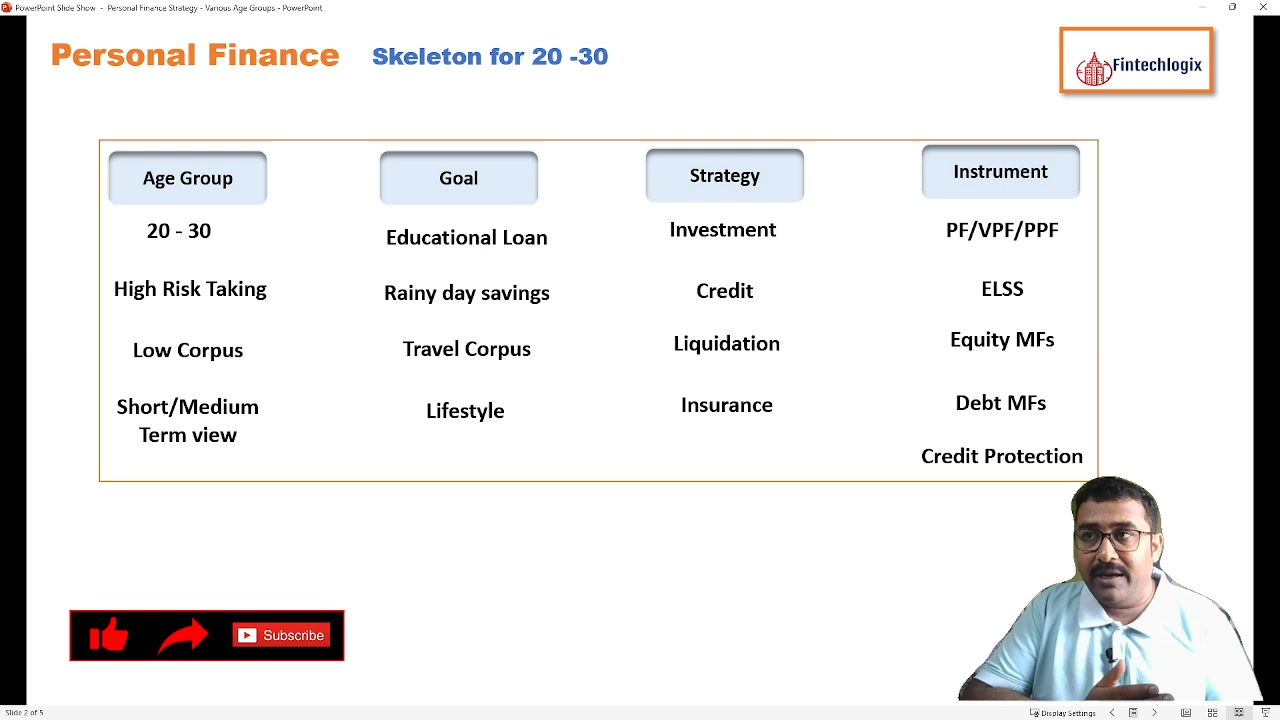 PowerPoint Slide Show - Personal Finance Strategy - Various Age Groups - PowerPoint
Personal Finance Skeleton for 20 -30
Fintechlogix
Age Group
20 - 30
High Risk Taking
Low Corpus
Short/Medium
Term view
Goal
Educational Loan
Rainy day savings
Travel Corpus
Lifestyle
Strategy
Investment
Credit
Liquidation
Insurance
Instrument
PF/VPF/PPF
ELSS
Equity MFs
Debt MFs
Credit Protection
Subscribe
Slide 2 of 5
Display Settings